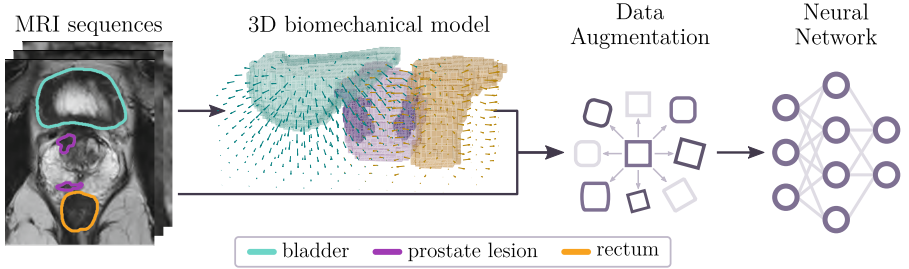 MRI sequences
3D biomechanical model
Data
Augmentation
Neural
Network
bladder
prostate lesion
rectum